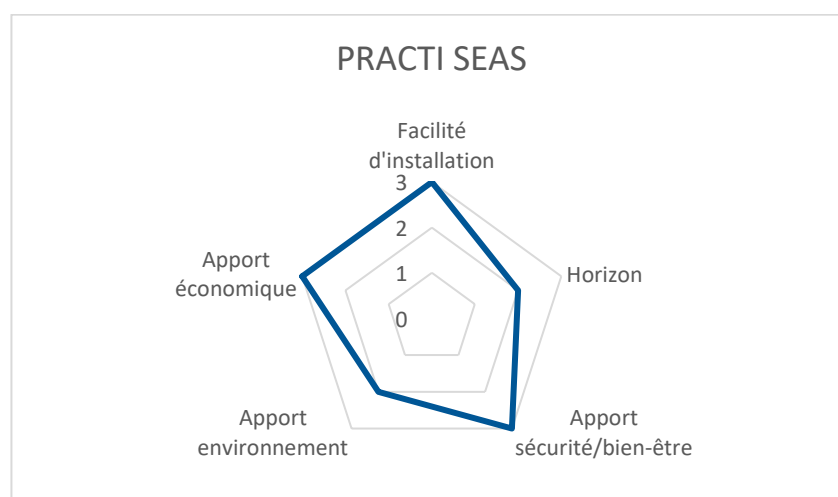 PRACTI SEAS
Facilité
d'installation
3
2
1
0
Horizon
Apport
sécurité/bien-être
Apport
environnement
Apport
économique